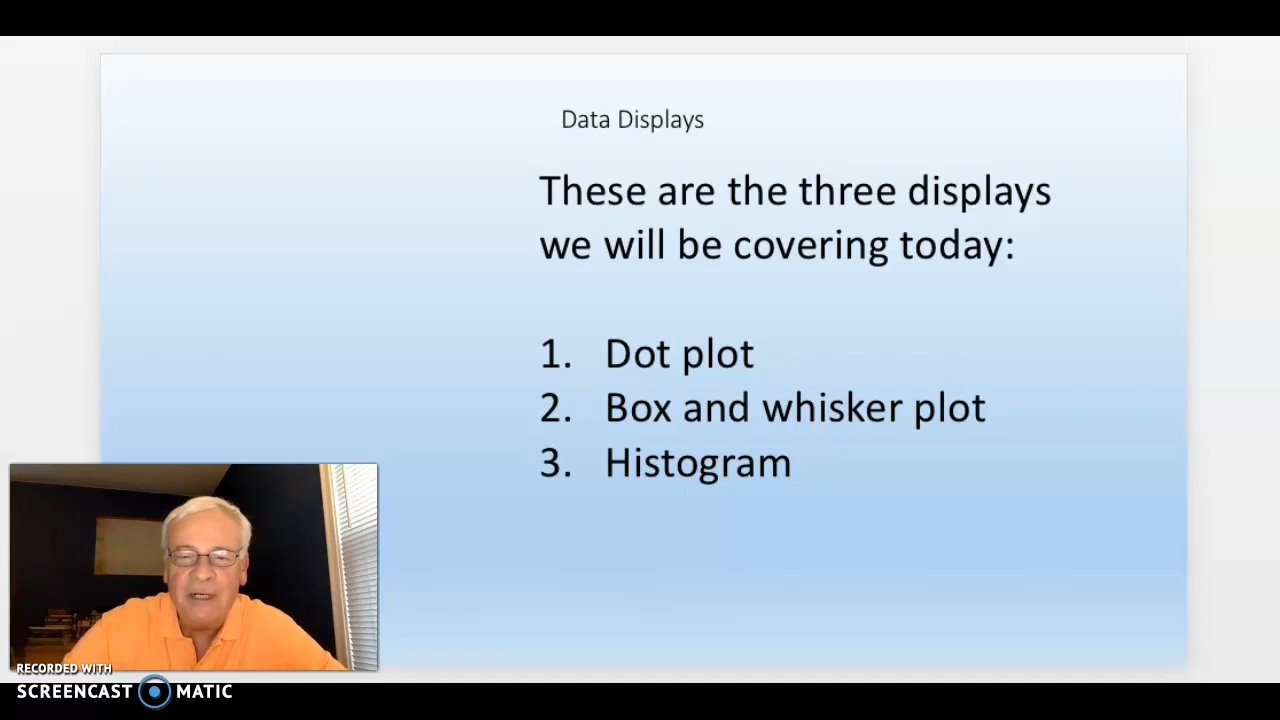 Data Displays
These are the three displays
we will be covering today:
1. Dot plot
2. Box and whisker plot
3. Histogram
RECORDED WITH
SCREENCAST MATIC